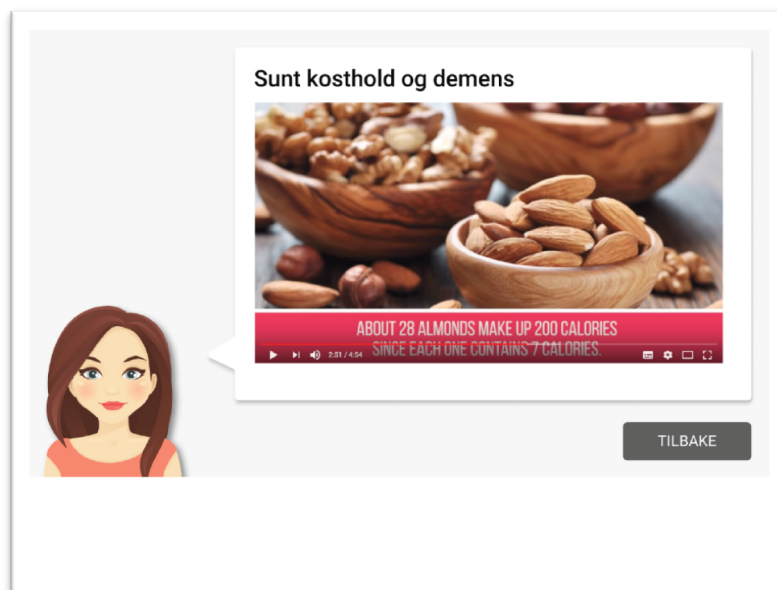 Sunt kosthold og demens
ABOUT 28 ALMONDS MAKE UP 200 CALORIES
SINCE EACH ONE CONTAINS 7 CALORIES.
2:51 / 4:54
TILBAKE